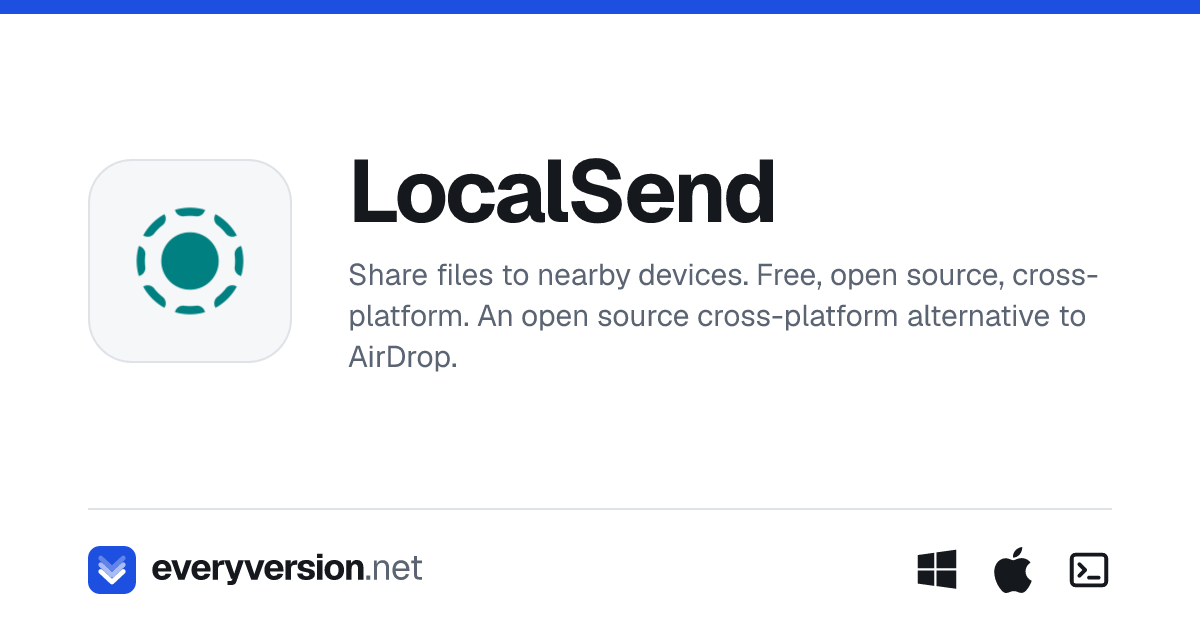 LocalSend
Share files to nearby devices. Free, open source, cross-
platform. An open source cross-platform alternative to
AirDrop.
everyversion.net